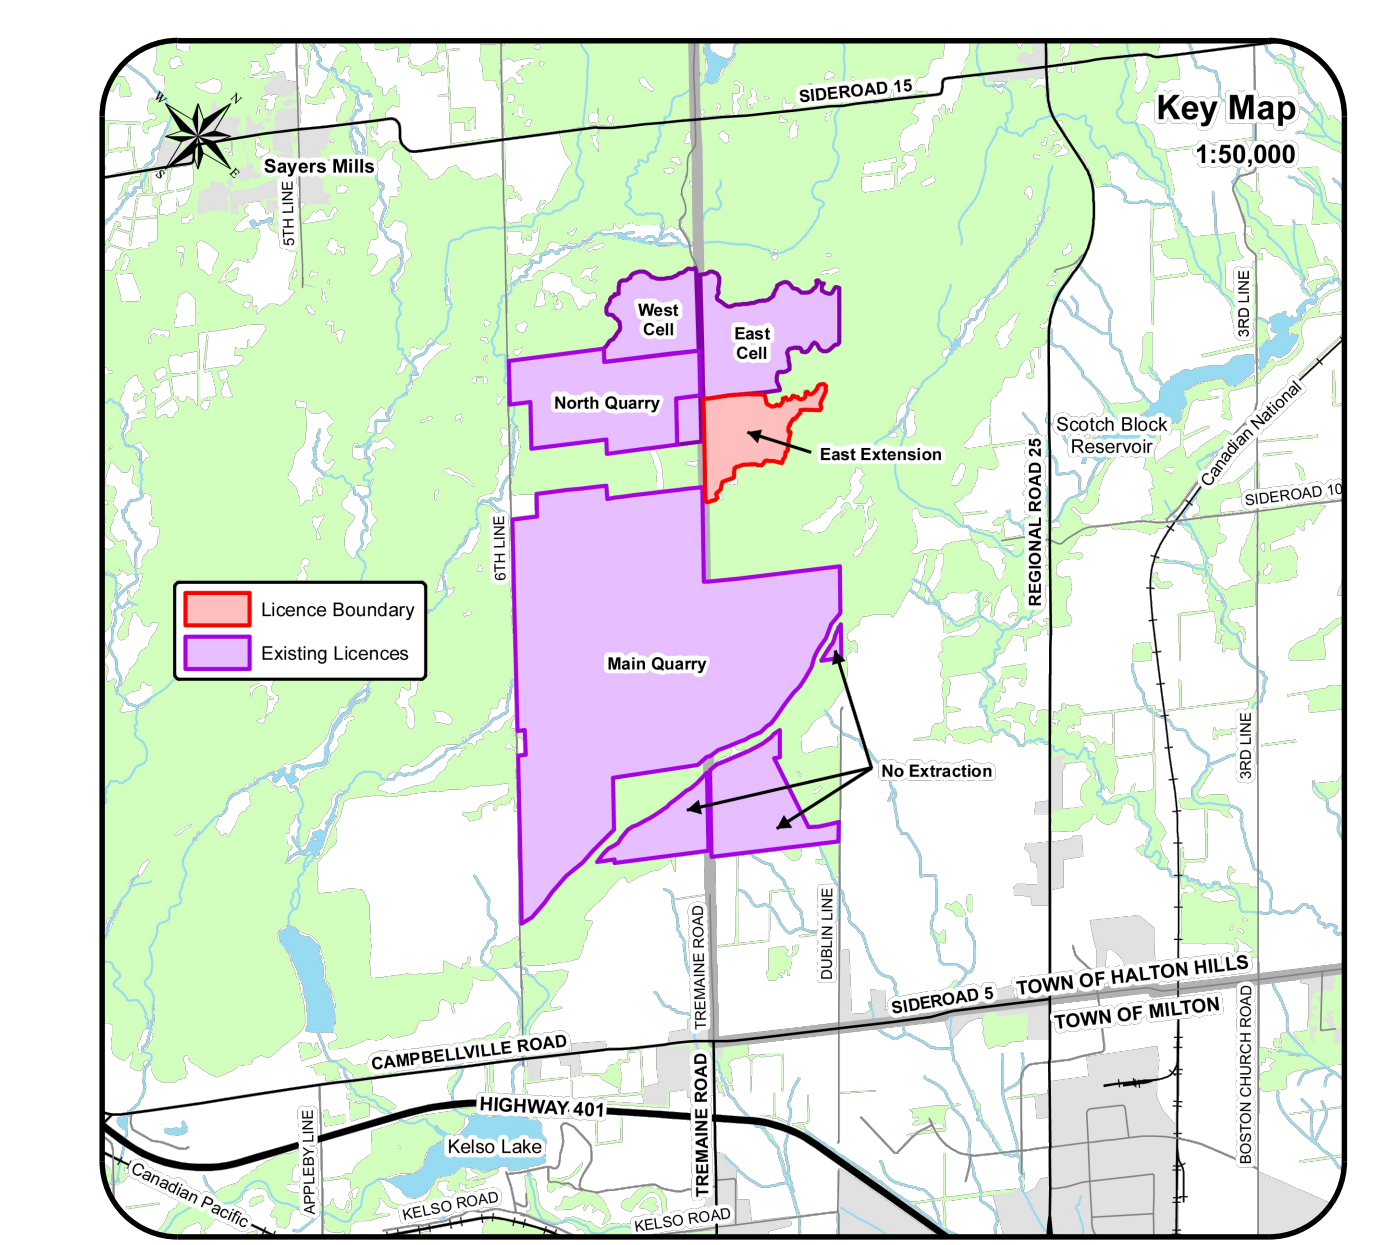 SIDEROAD 15
Key Map
1:50,000
W
N
S
E
Sayers Mills
5TH LINE
3RD LINE
West
Cell
East
Cell
North Quarry
Scotch Block
Reservoir
Canadian National
East Extension
REGIONAL ROAD 25
SIDEROAD 10
6TH LINE
Licence Boundary
Existing Licences
Main Quarry
3RD LINE
No Extraction
DUBLIN LINE
TREMAINE ROAD
SIDEROAD 5
TOWN OF HALTON HILLS
TOWN OF MILTON
BOSTON CHURCH ROAD
CAMPBELLVILLE ROAD
HIGHWAY 401
TREMAINE ROAD
Kelso Lake
APPLEBY LINE
Canadian Pacific
KELSO ROAD
KELSO ROAD